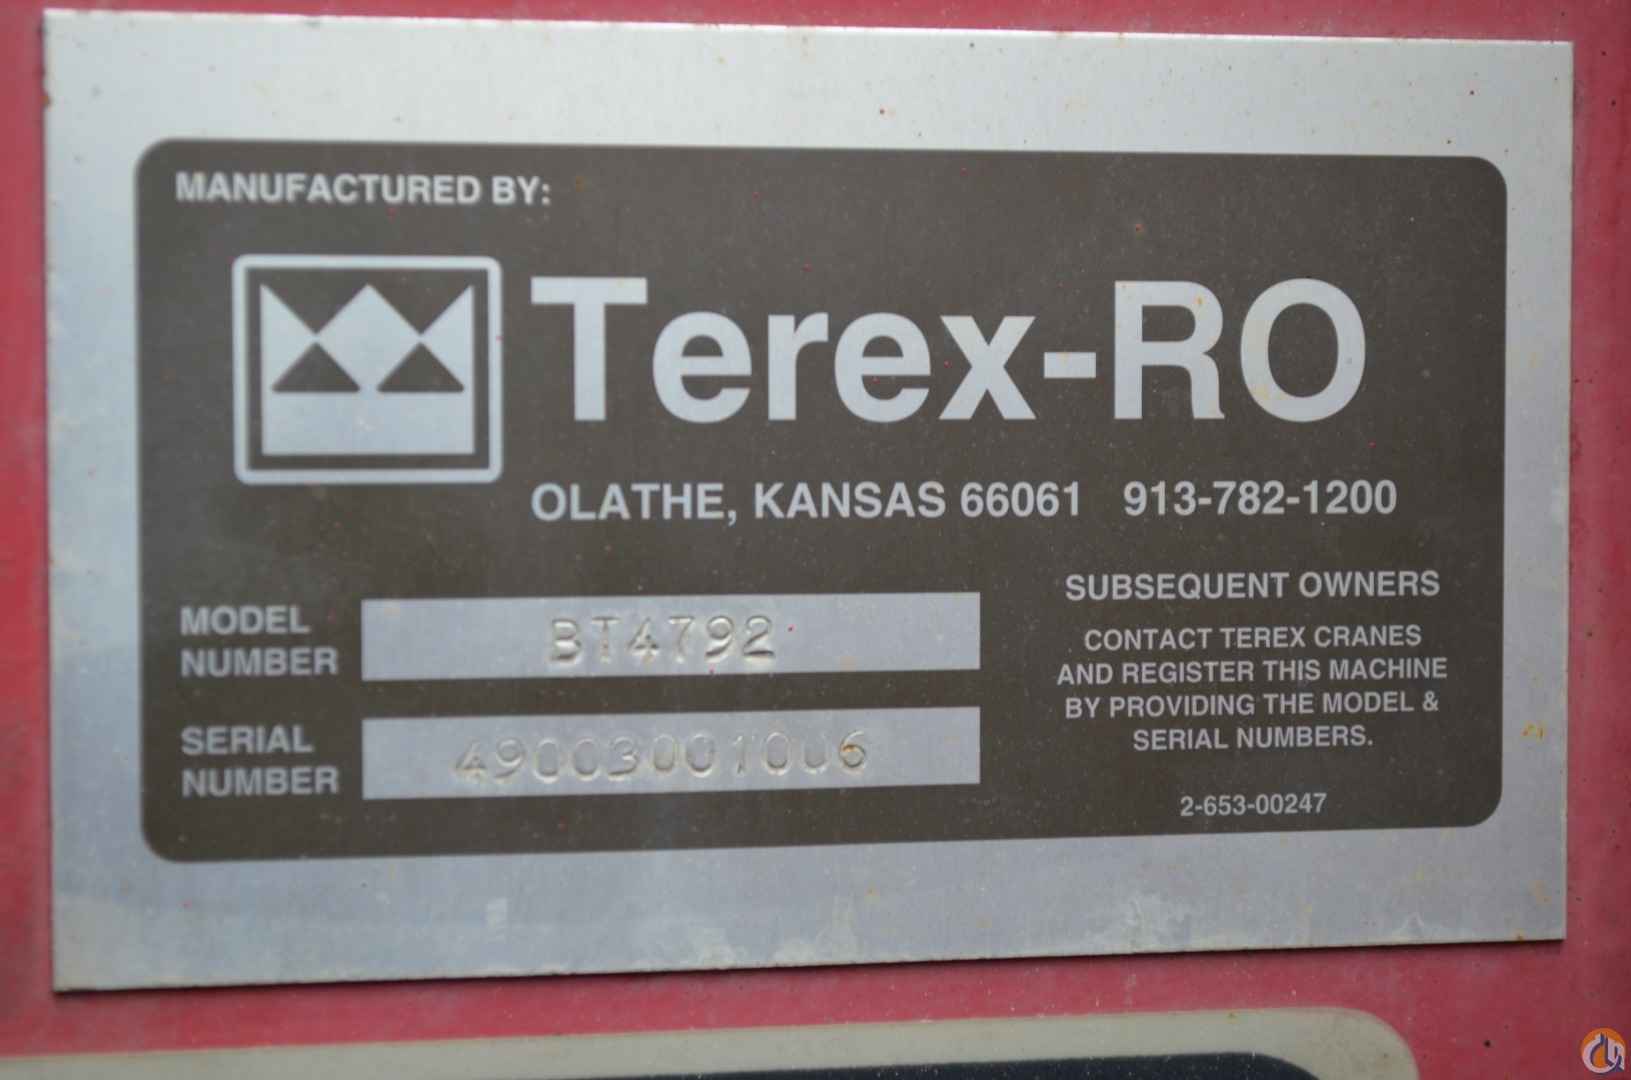 MANUFACTURED BY:
Terex-RO
OLATHE, KANSAS 66061 913-782-1200
MODEL NUMBER BT4792
SERIAL NUMBER 49003001006
SUBSEQUENT OWNERS
CONTACT TEREX CRANES
AND REGISTER THIS MACHINE
BY PROVIDING THE MODEL &
SERIAL NUMBERS.
2-653-00247